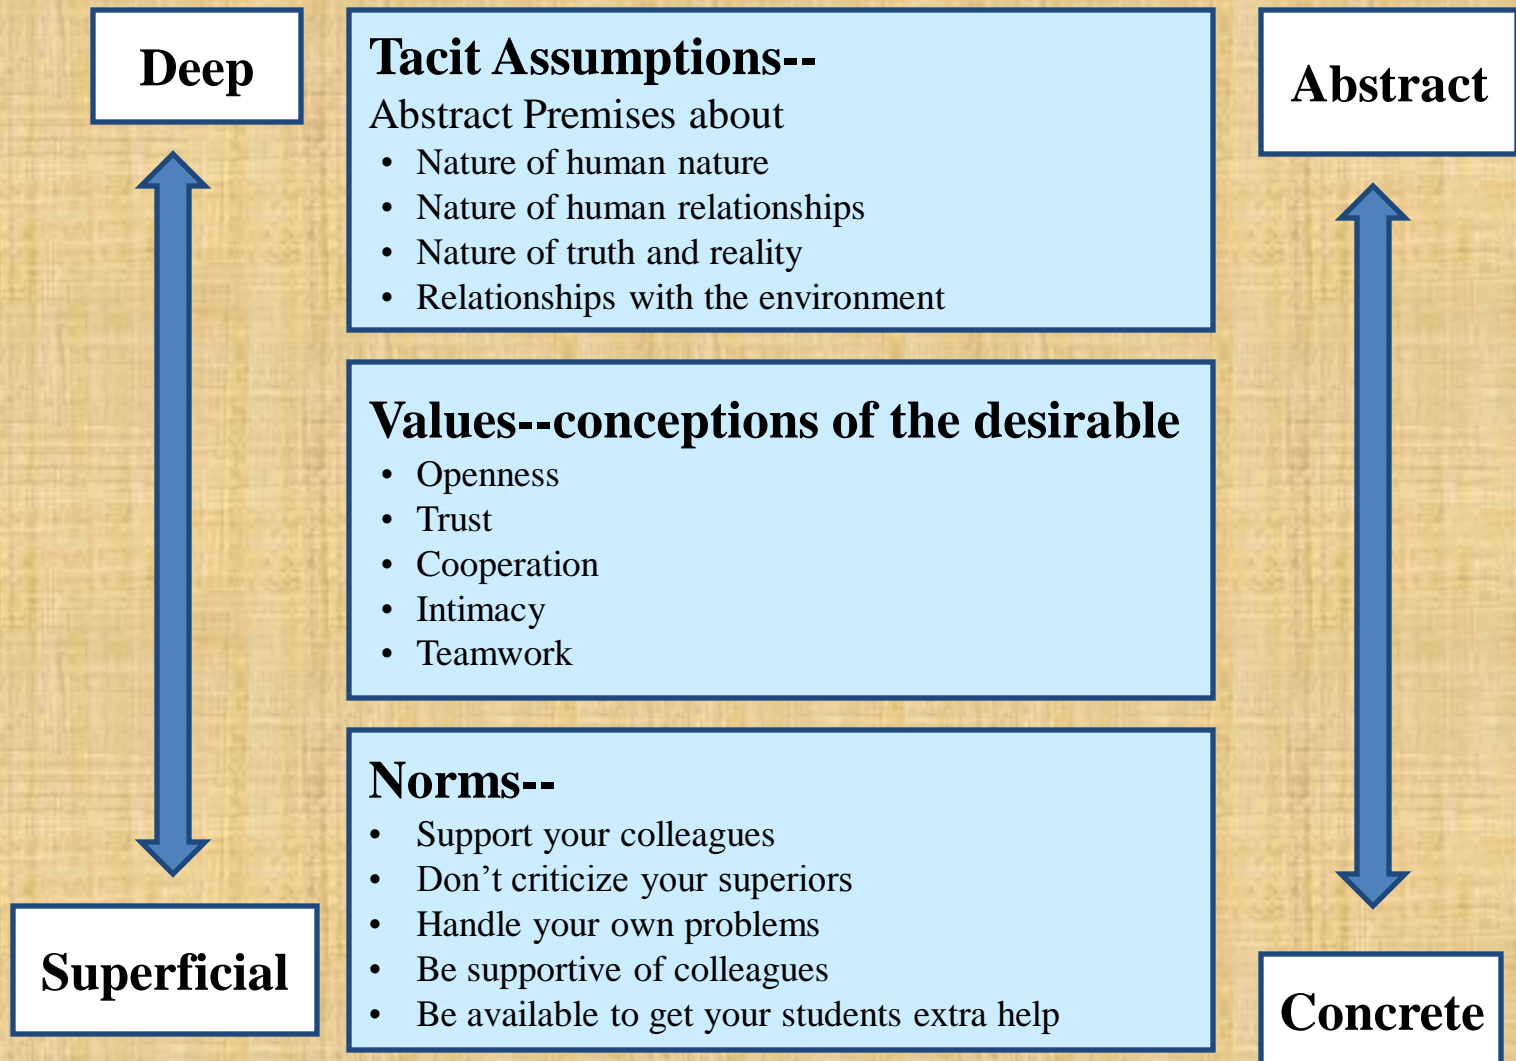 Deep
Tacit Assumptions--
Abstract Premises about
• Nature of human nature
• Nature of human relationships
• Nature of truth and reality
• Relationships with the environment
Abstract
Values--conceptions of the desirable
• Openness
• Trust
• Cooperation
• Intimacy
• Teamwork
Norms--
• Support your colleagues
• Don’t criticize your superiors
• Handle your own problems
• Be supportive of colleagues
• Be available to get your students extra help
Superficial
Concrete